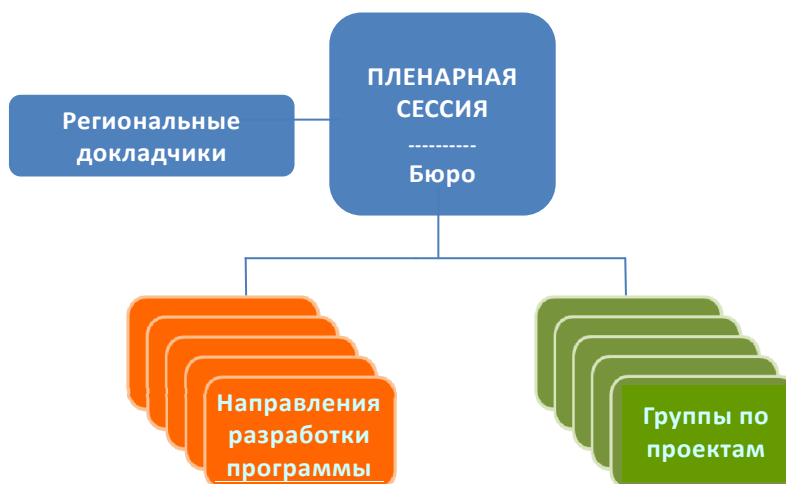 ПЛЕНАРНАЯ
СЕССИЯ
----------
Бюро
Региональные
докладчики
Направления
разработки
программы
Группы по
проектам